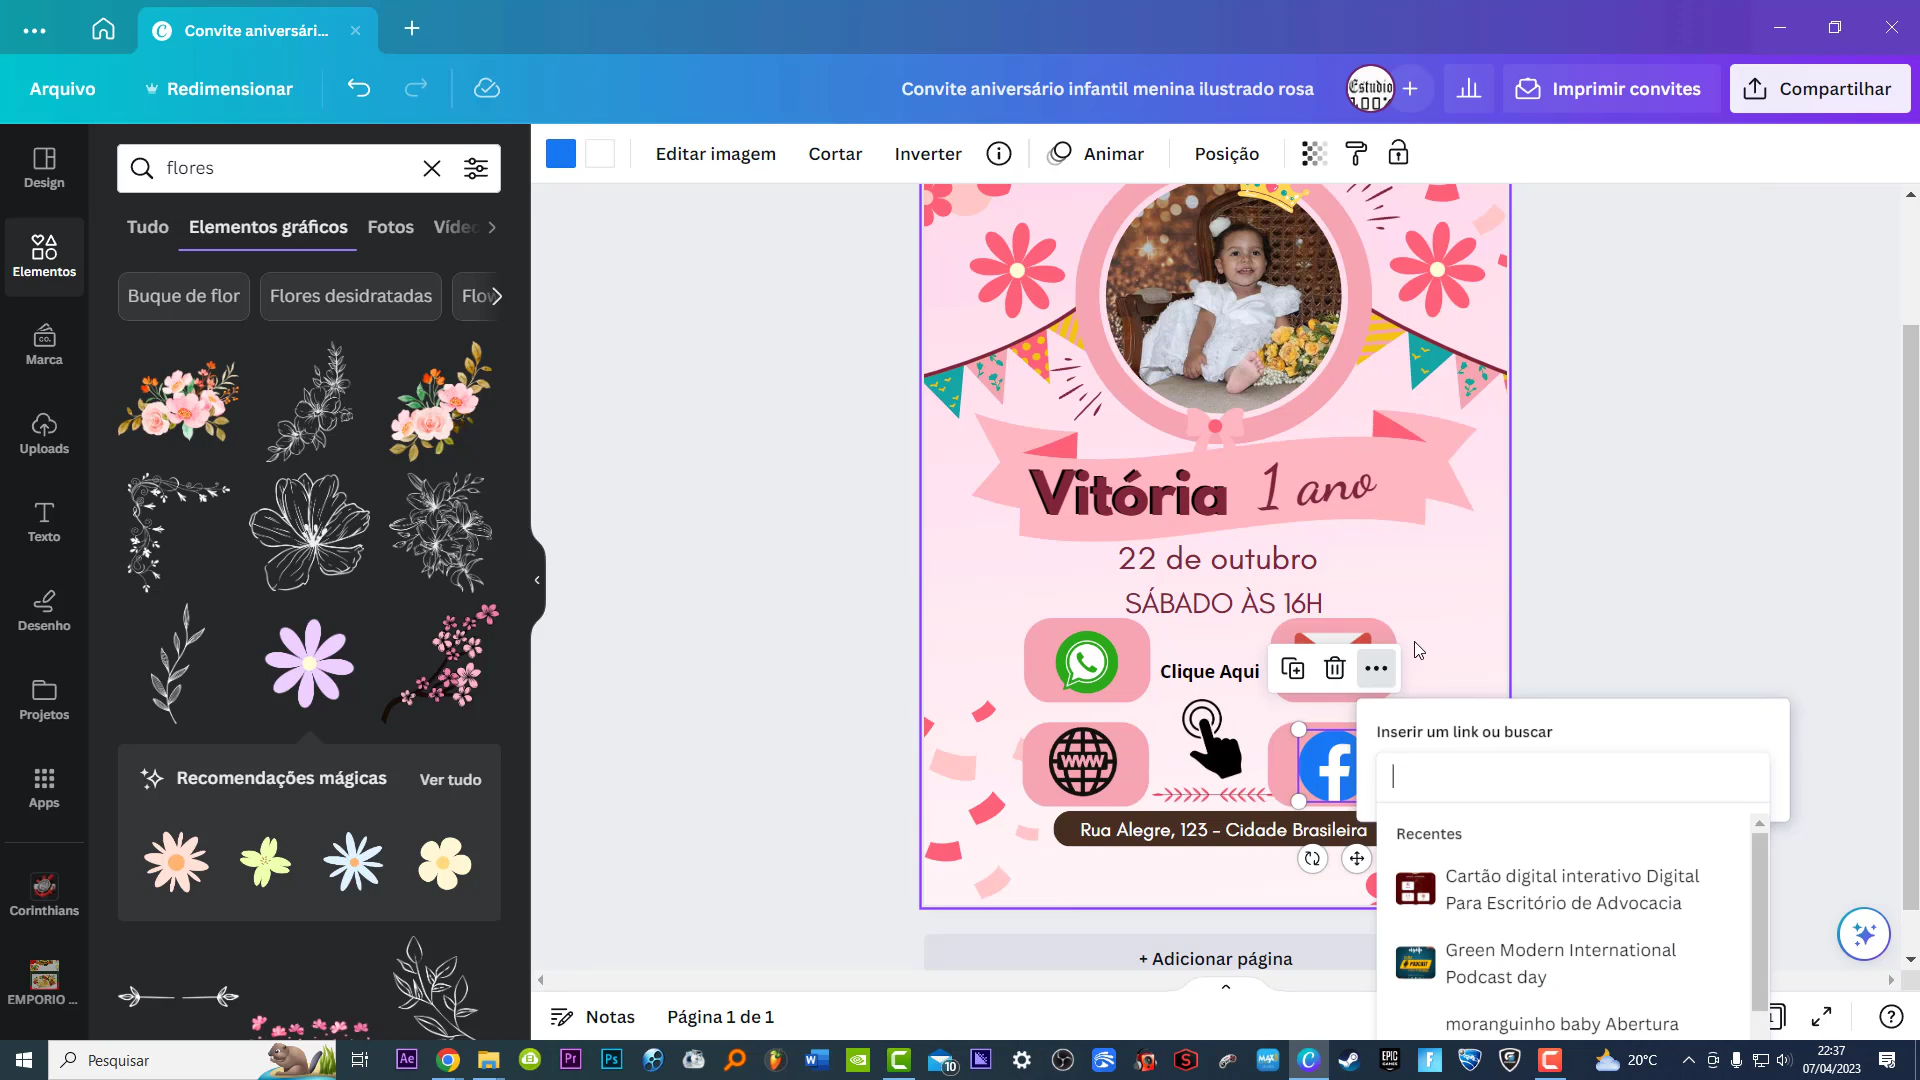 Convite aniversári...
Arquivo
Redimensionar
Convite aniversário infantil menina ilustrado rosa
Estudio
Imprimir convites
Compartilhar
flores
Editar imagem
Cortar
Inverter
Animar
Posição
Design
Elementos
Marca
Uploads
Texto
Desenho
Projetos
Apps
Corinthians
EMPORIO ...
Tudo
Elementos gráficos
Fotos
Buque de flor
Flores desidratadas
Recomendações mágicas
Ver tudo
Vitória 1 ano
22 de outubro
SÁBADO ÀS 16H
Clique Aqui
WWW
Rua Alegre, 123 - Cidade Brasileira
Inserir um link ou buscar
Recentes
Cartão digital interativo Digital
Para Escritório de Advocacia
Green Modern International
Podcast day
moranguinho baby Abertura
+ Adicionar página
Notas
Página 1 de 1
Pesquisar
20°C
22:37
07/04/2023